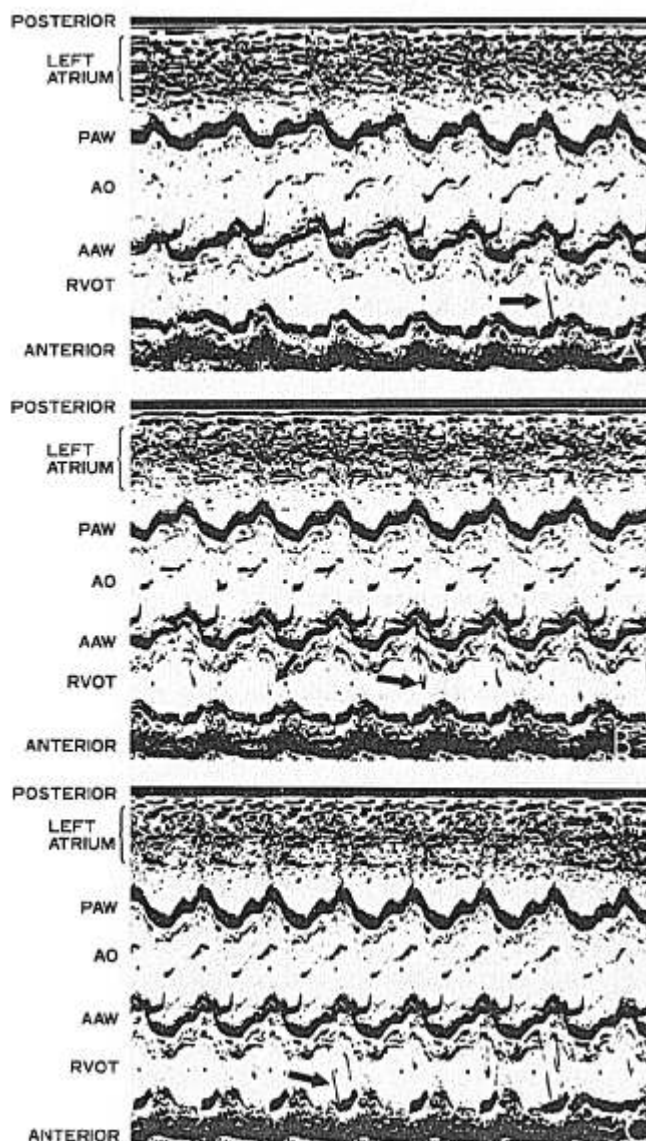 POSTERIOR
LEFT
ATRIUM
PAW
AO
AAW
RVOT
ANTERIOR
A
POSTERIOR
LEFT
ATRIUM
PAW
AO
AAW
RVOT
ANTERIOR
B
POSTERIOR
LEFT
ATRIUM
PAW
AO
AAW
RVOT
ANTERIOR
C